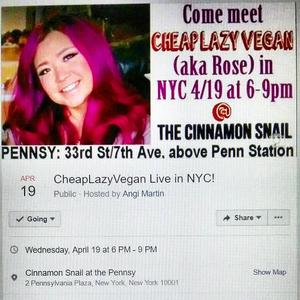 Come meet
CHEAPLAZYVEGAN
(aka Rose) in
NYC 4/19 at 6-9pm
@
THE CINNAMON SNAIL
PENNSY: 33rd St/7th Ave. above Penn Station
APR
19
CheapLazyVegan Live in NYC!
Public · Hosted by Angi Martin
Going
Share
Wednesday, April 19 at 6 PM - 9 PM
Cinnamon Snail at the Pennsy
Show Map
2 Pennsylvania Plaza, New York, New York 10001